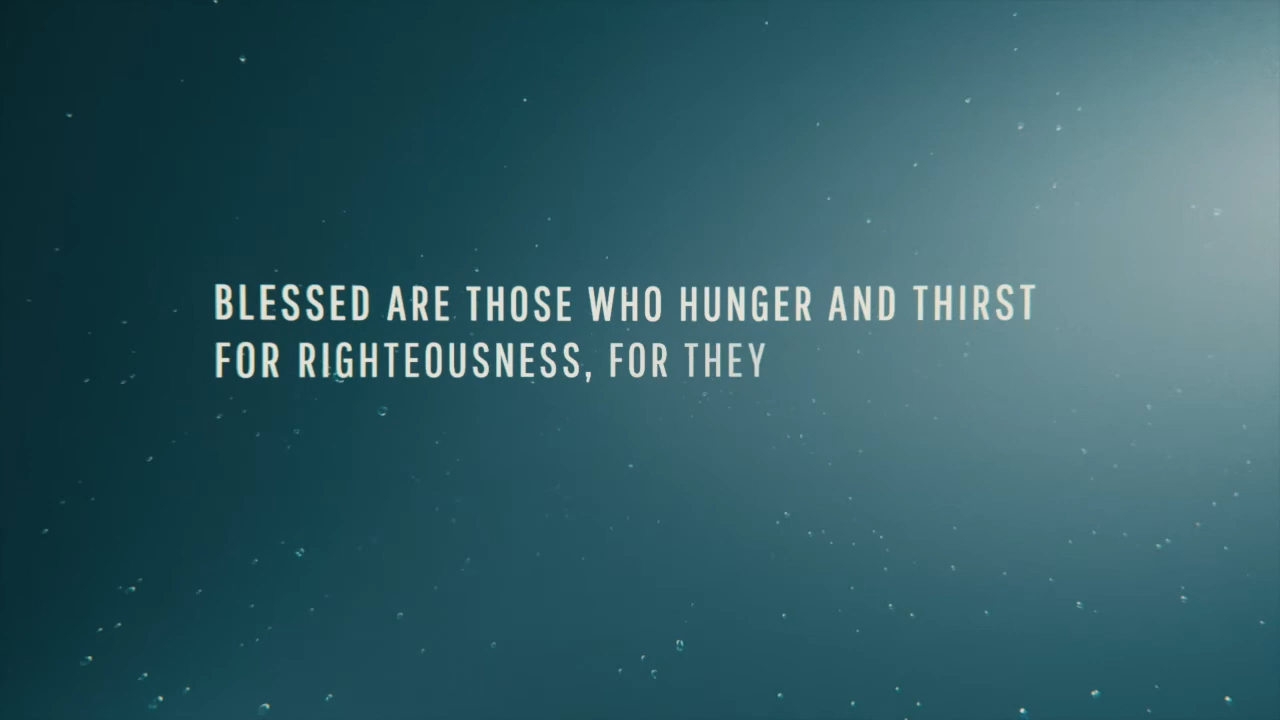 BLESSED ARE THOSE WHO HUNGER AND THIRST
FOR RIGHTEOUSNESS, FOR THEY